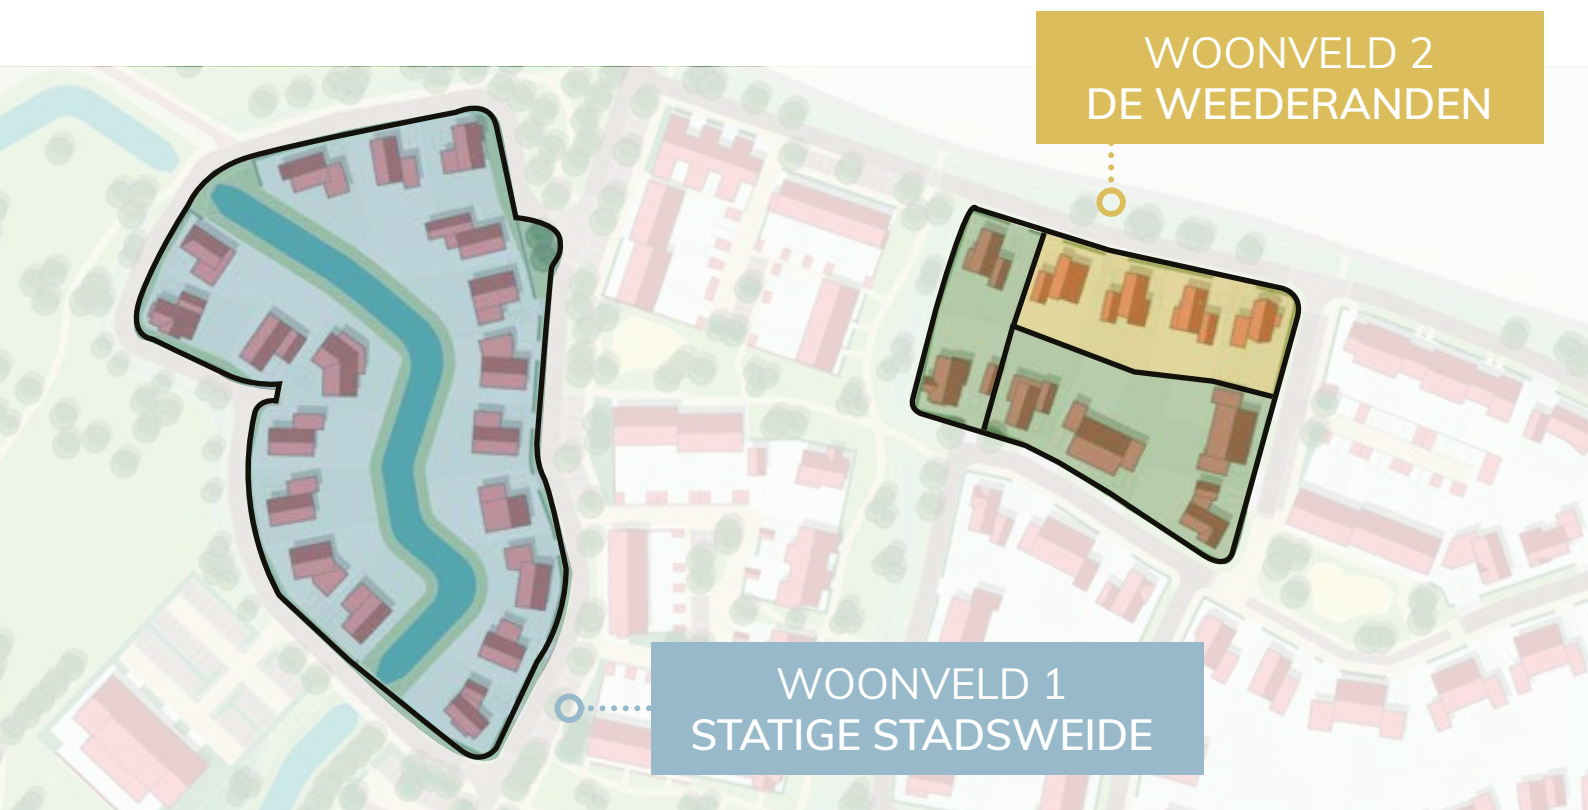 WOONVELD 2
DE WEEDERANDEN
WOONVELD 1
STATIGE STADSWEIDE